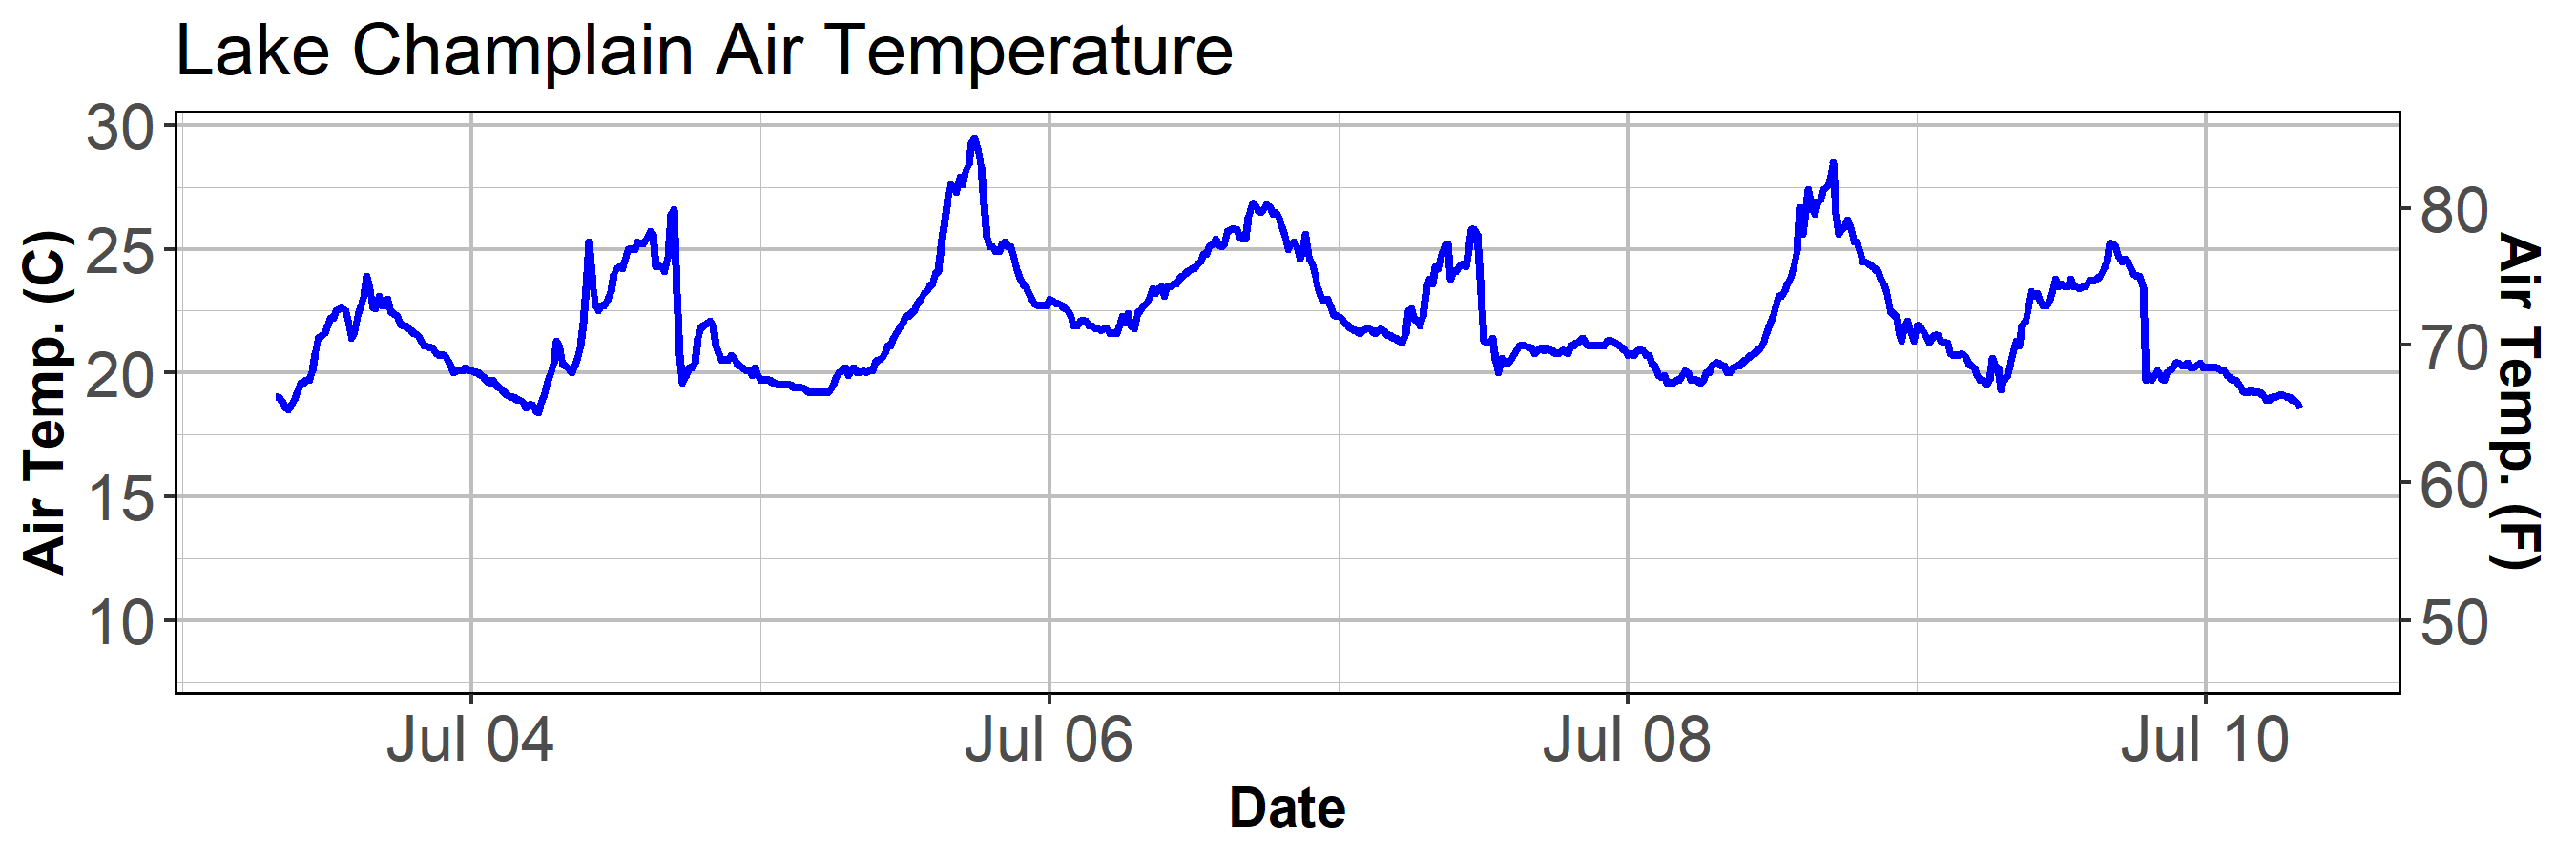 Lake Champlain Air Temperature
Air Temp. (C)
30
25
20
15
10
80
70
60
50
Air Temp. (F)
Jul 04 Jul 06 Jul 08 Jul 10
Date